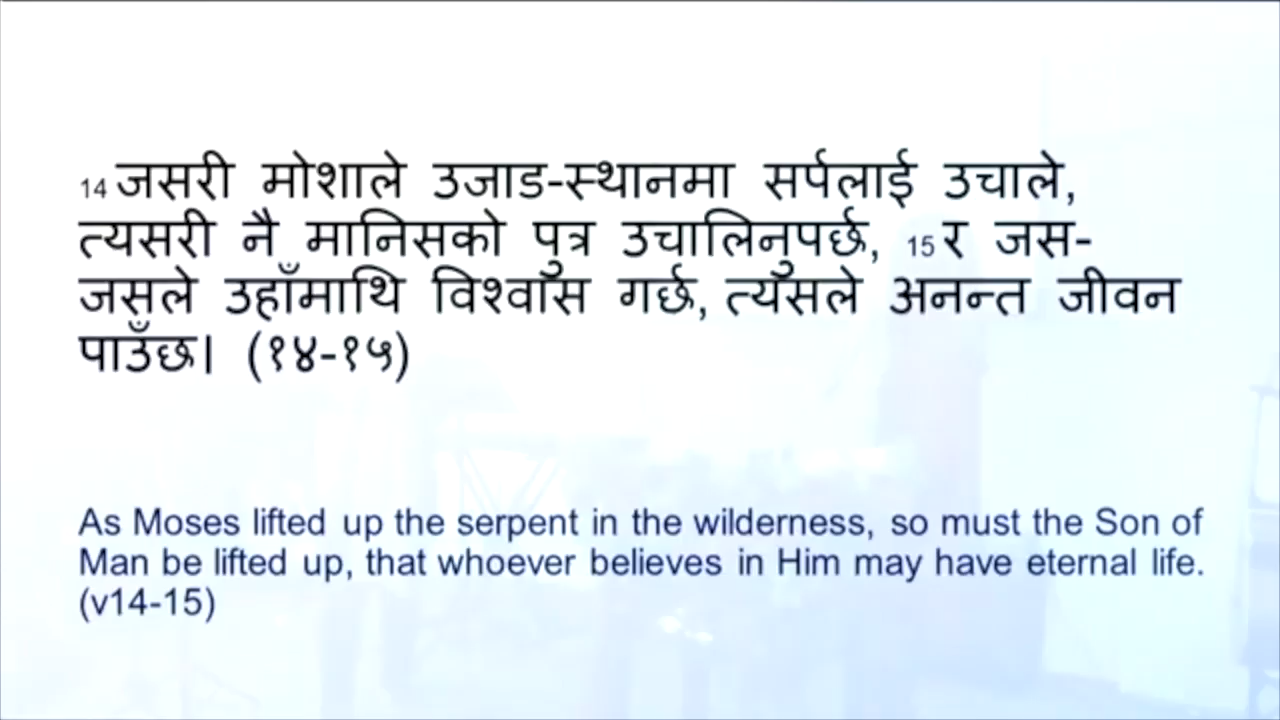 14 जसरी मोशाले उजाड-स्थानमा सर्पलाई उचाले,
त्यसरी नै मानिसको पुत्र उचालिनुपर्छ, 15 र जस-
जसले उहाँमाथि विश्वास गर्छ, त्यसले अनन्त जीवन
पाउँछ। (१४-१५)
As Moses lifted up the serpent in the wilderness, so must the Son of
Man be lifted up, that whoever believes in Him may have eternal life.
(v14-15)